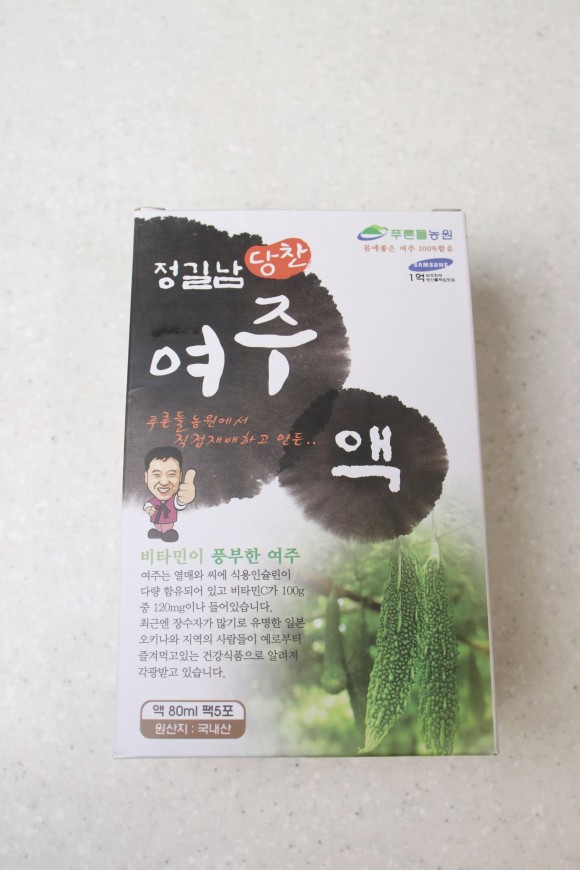 푸른들농원
몸에좋은 여주 100%함유
SAMSUNG
1억
정길남 당찬
여주
액
푸른들농원에서
직접재배하고 만든..
비타민이 풍부한 여주
여주는 열매와 씨에 식용인슐린이
다량 함유되어 있고 비타민C가 100g
중 120mg이나 들어있습니다.
최근엔 장수자가 많기로 유명한 일본
오키나와 지역의 사람들이 예로부터
즐겨먹고있는 건강식품으로 알려져
각광받고 있습니다.
액 80ml 팩5포
원산지 : 국내산